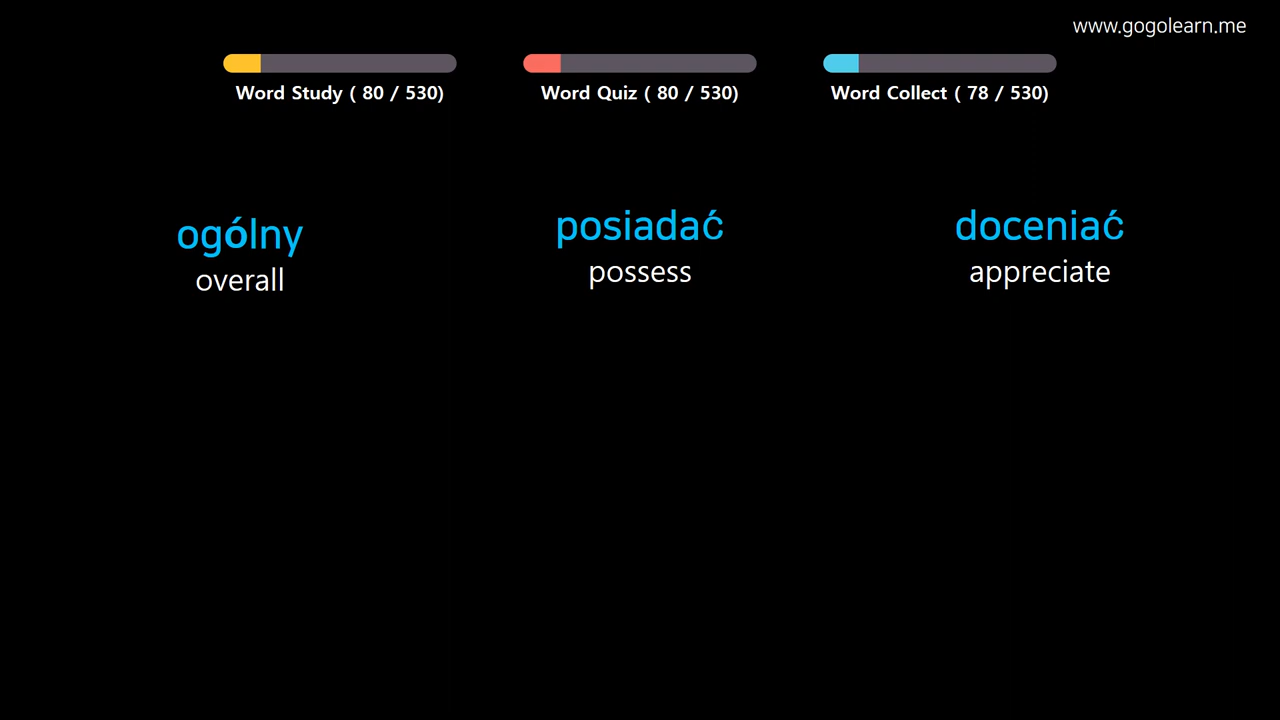 www.gogolearn.me
Word Study ( 80 / 530)
Word Quiz ( 80 / 530)
Word Collect ( 78 / 530)
ogólny
overall
posiadać
possess
doceniać
appreciate